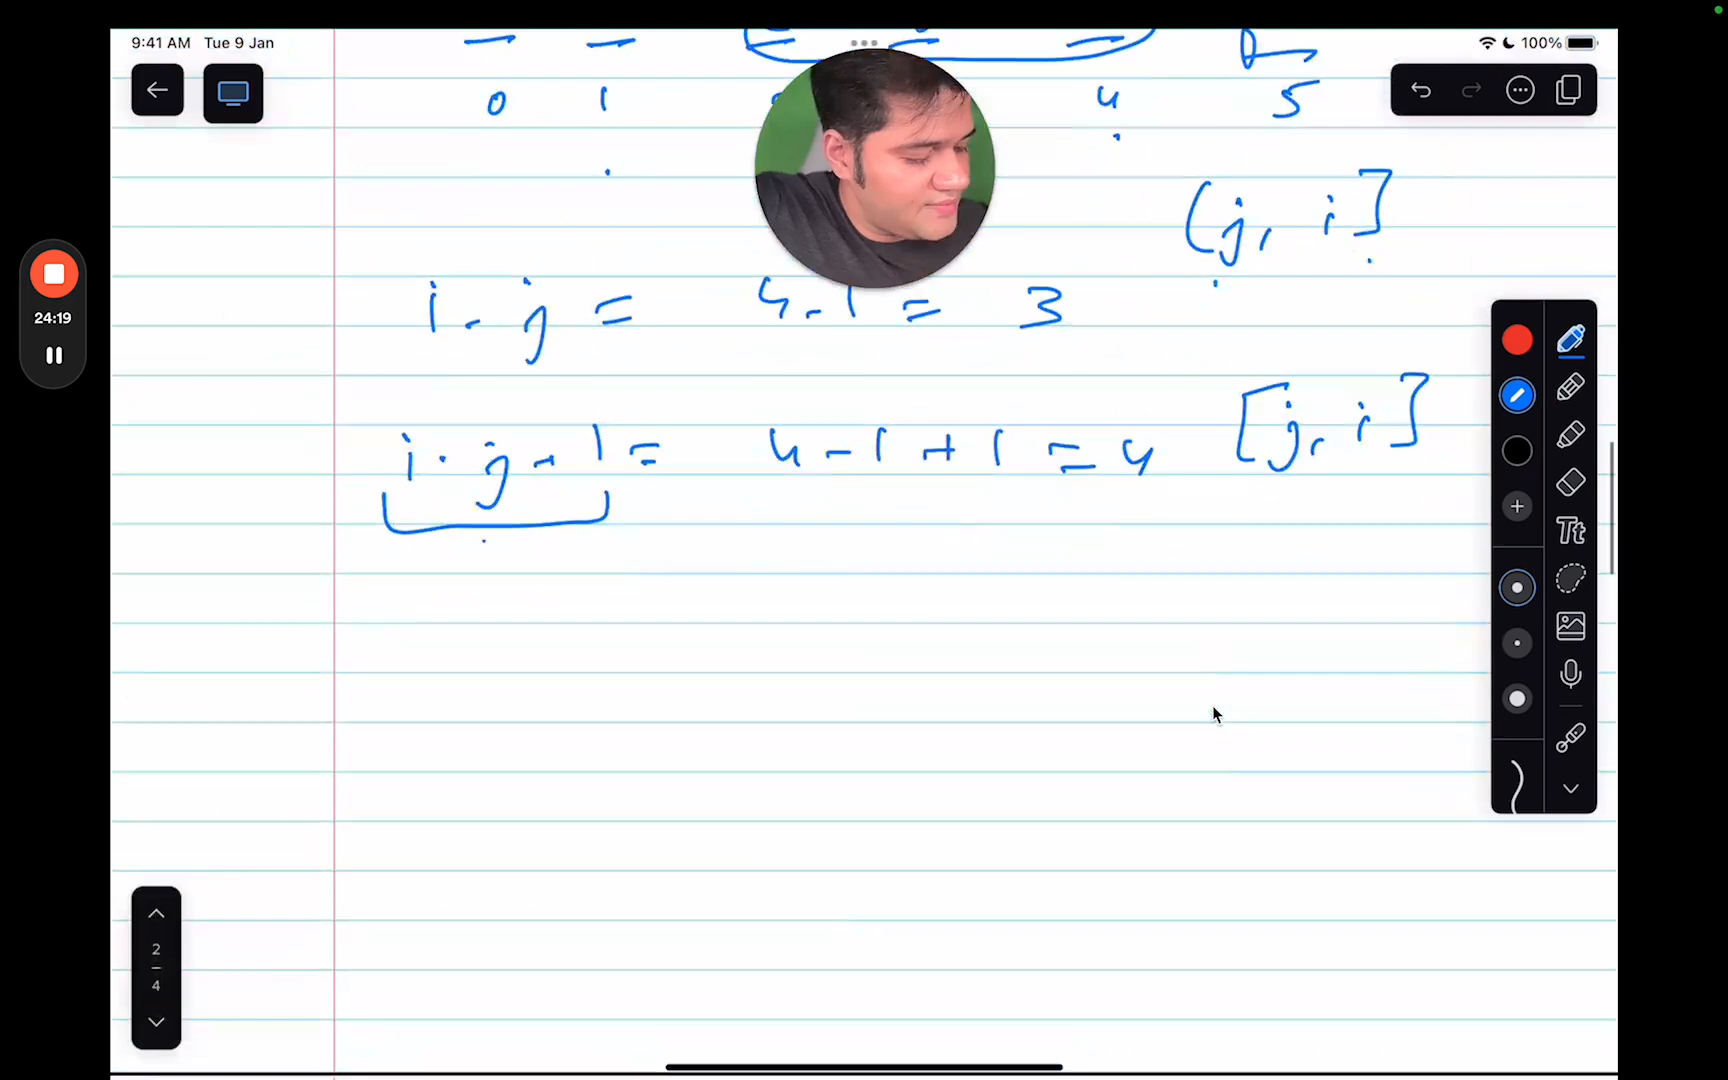 9:41 AM Tue 9 Jan 100%
0 1 4 5
(j, i]
24:19
i - j = 4 - 1 = 3
[j, i]
i - j + 1 = 4 - 1 + 1 = 4
Tt
2
4